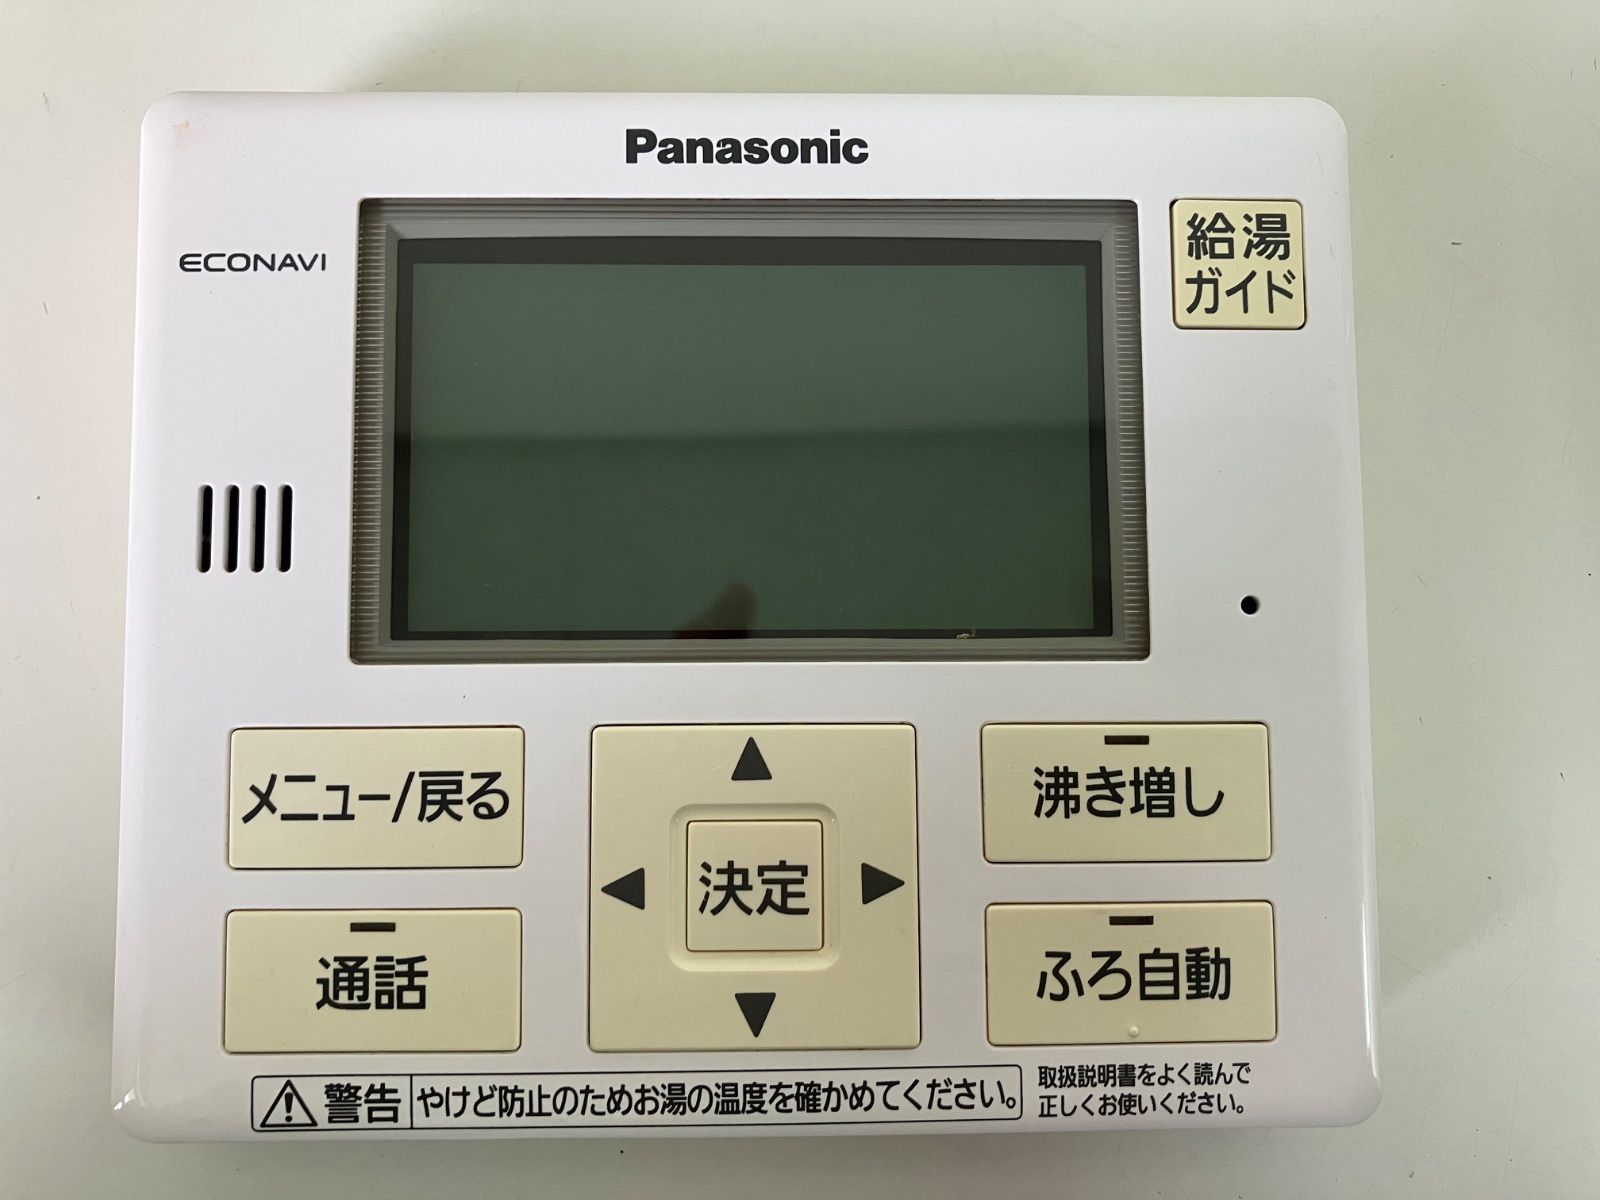 Panasonic
ECONAVI
給湯
ガイド
メニュー/戻る
決定
沸き増し
通話
ふろ自動
警告 やけど防止のためお湯の温度を確かめてください。
取扱説明書をよく読んで
正しくお使いください。